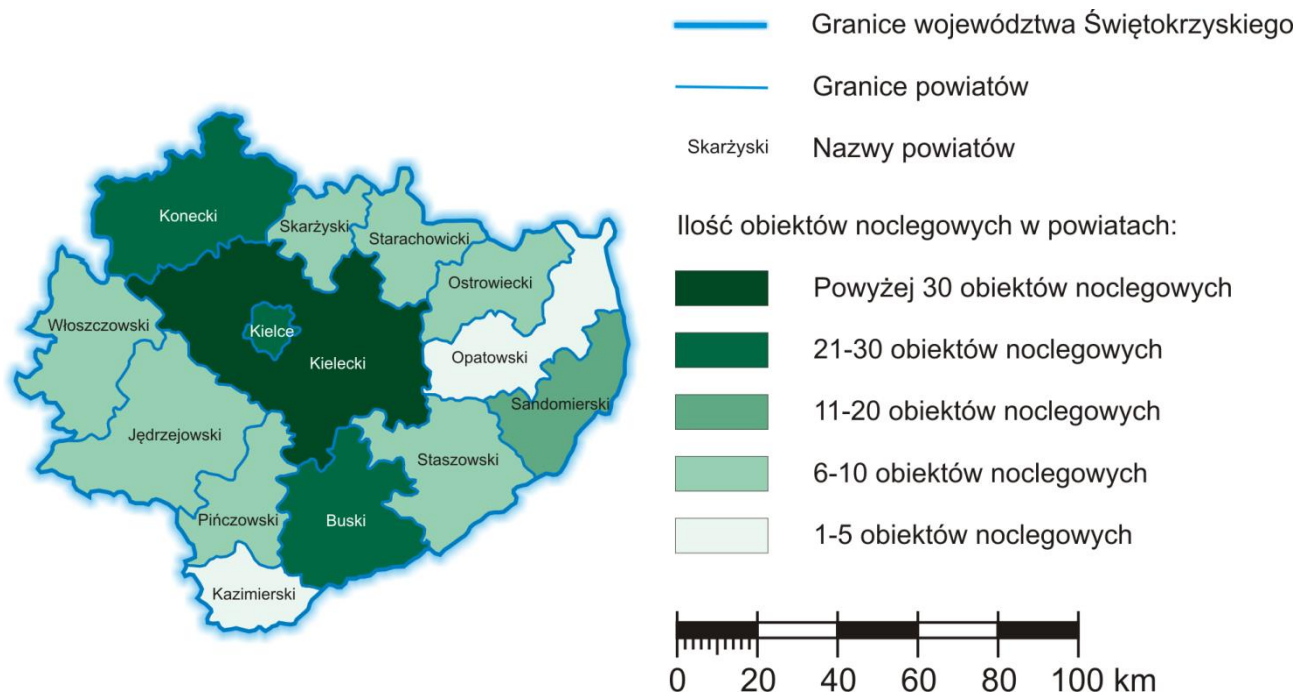 Granice województwa Świętokrzyskiego
Granice powiatów
Skarżyski Nazwy powiatów
Ilość obiektów noclegowych w powiatach:
Powyżej 30 obiektów noclegowych
21-30 obiektów noclegowych
11-20 obiektów noclegowych
6-10 obiektów noclegowych
1-5 obiektów noclegowych
0 20 40 60 80 100 km
Konecki
Skarżyski
Starachowicki
Ostrowiecki
Włoszczowski
Kielce
Kielecki
Opatowski
Sandomierski
Jędrzejowski
Staszowski
Pińczowski
Buski
Kazimierski